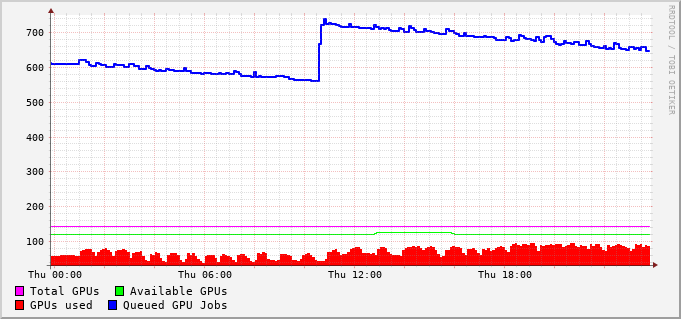 RRDTOOL / TOBI OETIKER
700
600
500
400
300
200
100
Thu 00:00 Thu 06:00 Thu 12:00 Thu 18:00
Total GPUs Available GPUs
GPUs used Queued GPU Jobs